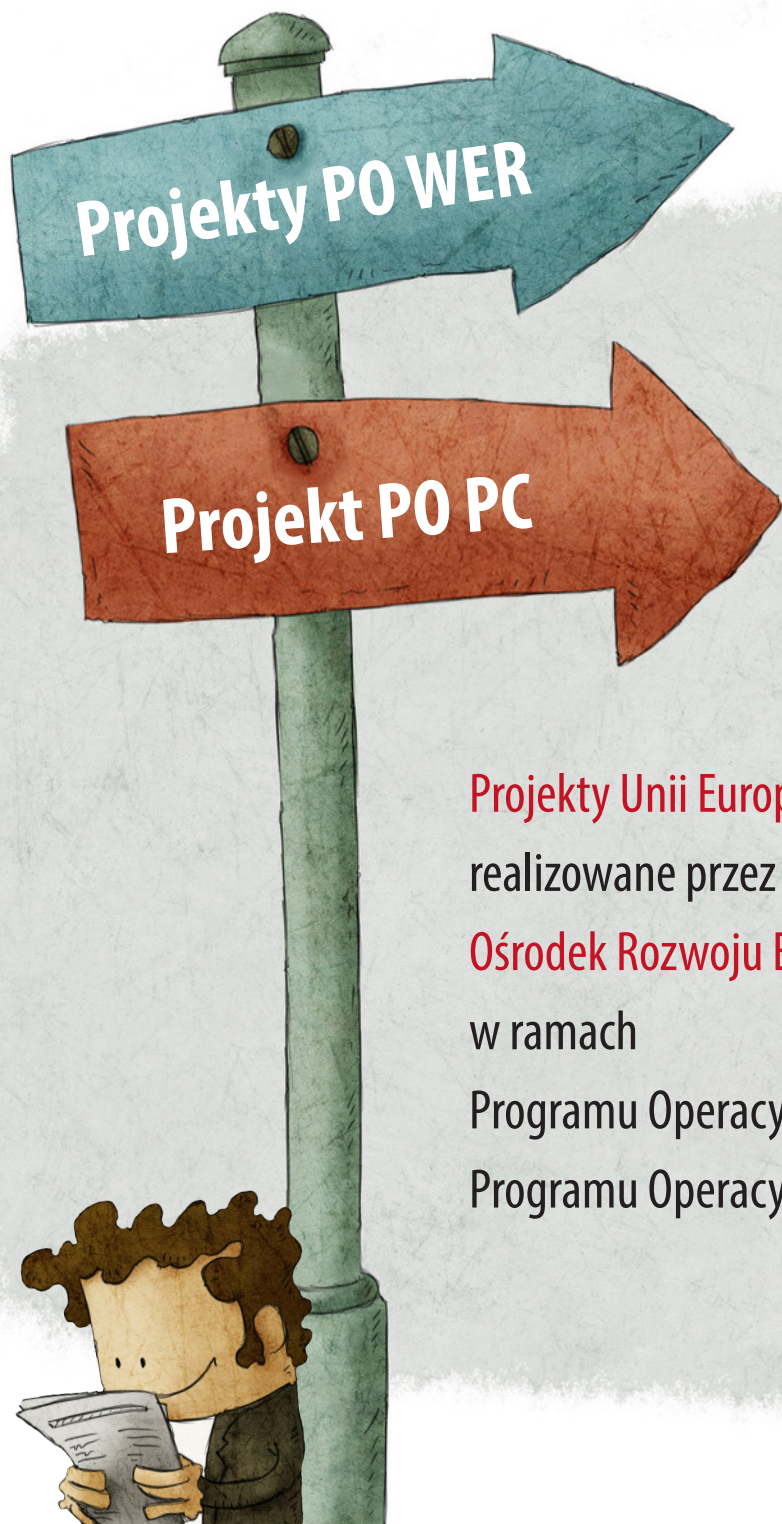 Projekty PO WER
Projekt PO PC
Projekty Unii Europ
realizowane przez
Ośrodek Rozwoju E
w ramach
Programu Operacy
Programu Operacy